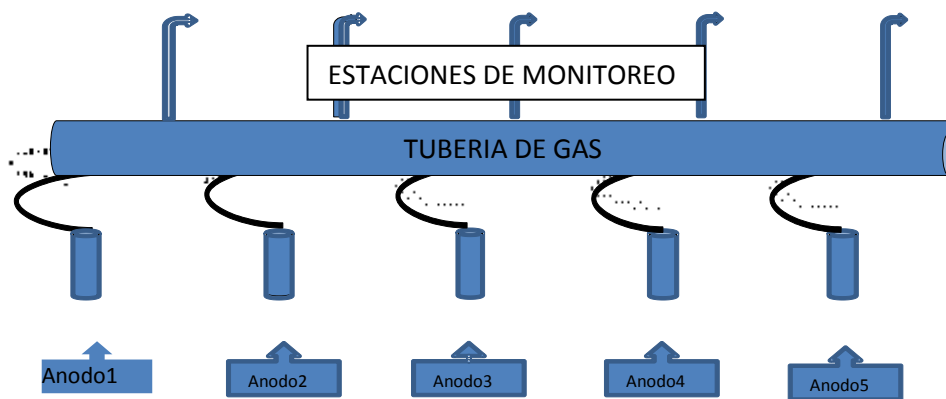 ESTACIONES DE MONITOREO
TUBERIA DE GAS
Anodo1
Anodo2
Anodo3
Anodo4
Anodo5